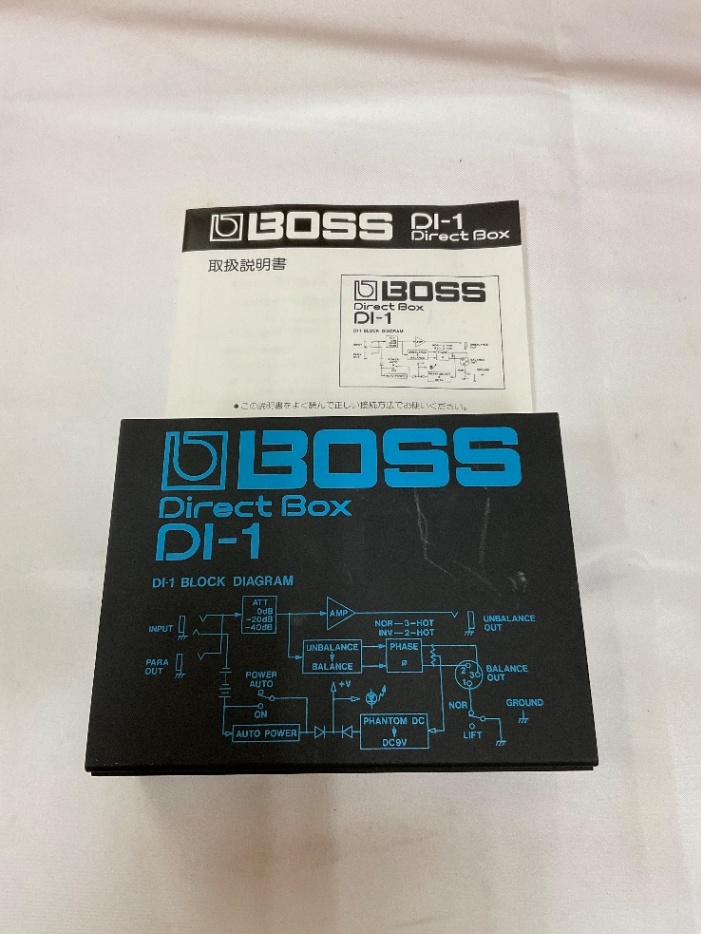 BOSS DI-1
Direct Box
取扱説明書
BOSS
Direct Box
DI-1
DI-1 BLOCK DIAGRAM
●この説明書をよく読んで正しい接続方法でお使いください。
BOSS
Direct Box
DI-1
DI-1 BLOCK DIAGRAM
INPUT
PARA OUT
ATT
0dB
-20dB
-40dB
AMP
NOR—3-HOT
INV—2-HOT
UNBALANCE OUT
UNBALANCE
BALANCE
PHASE
ø
2
3
1
BALANCE OUT
POWER AUTO
ON
+V
AUTO POWER
PHANTOM DC
DC9V
NOR
LIFT
GROUND